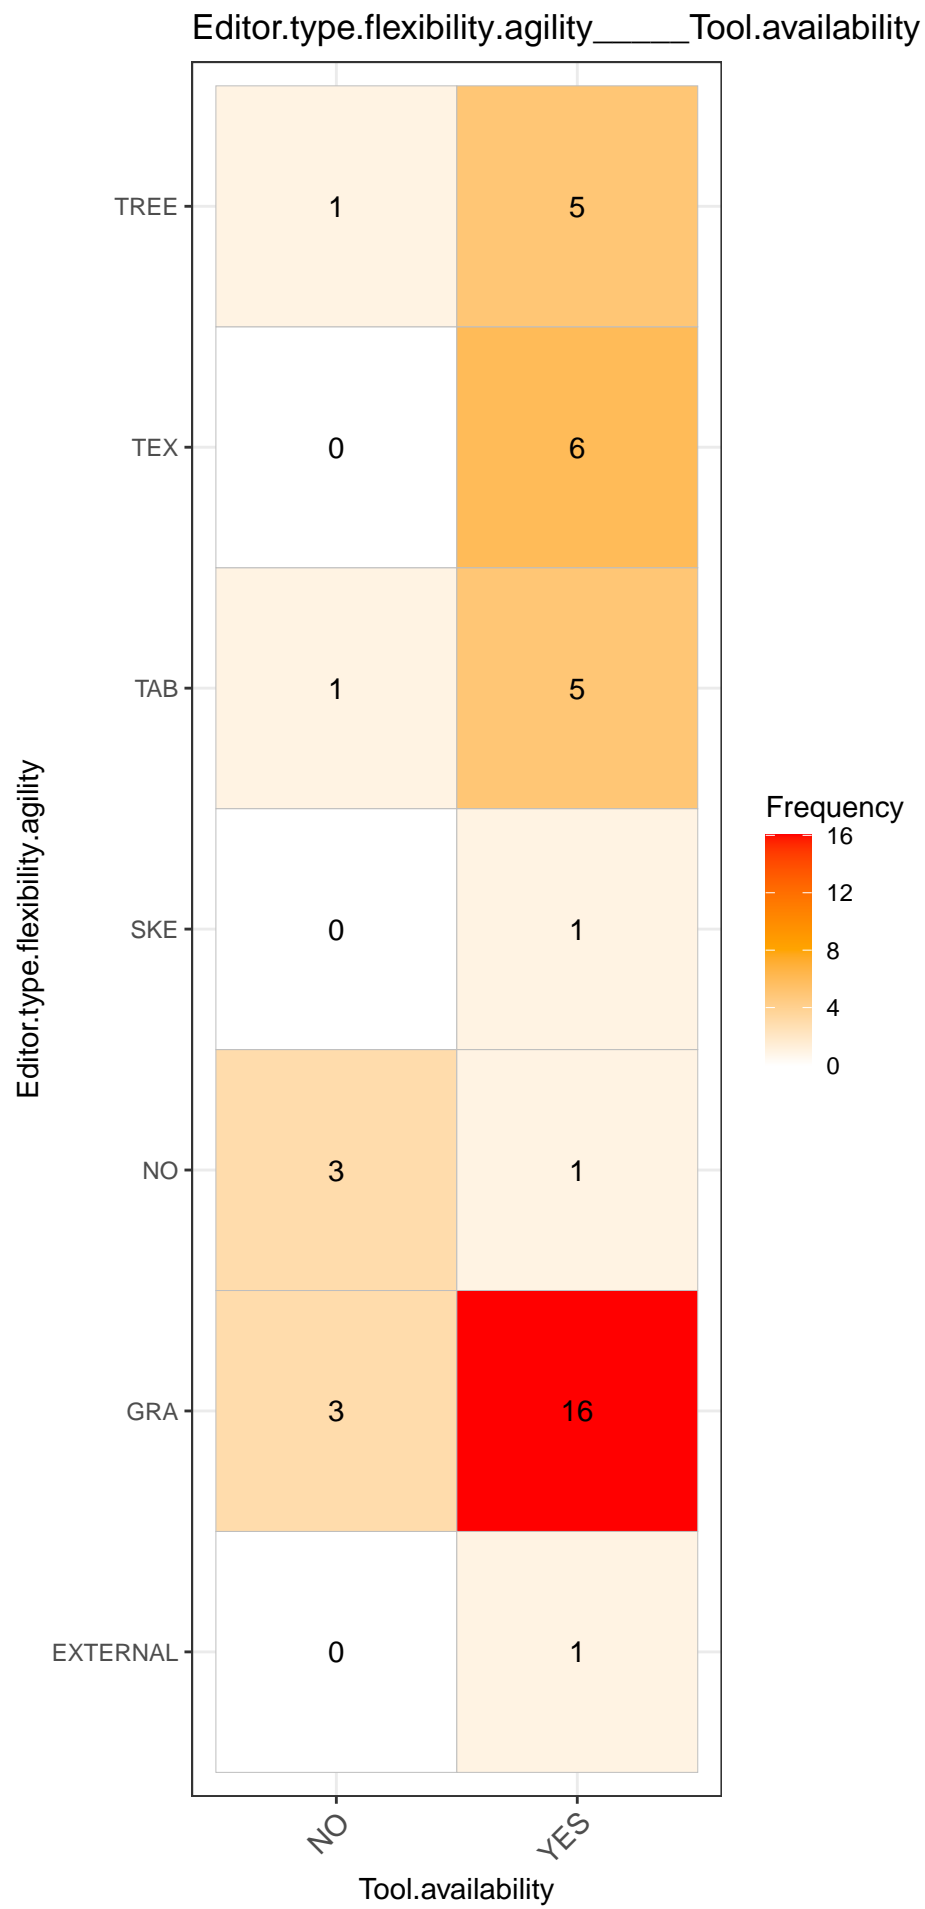 Editor.type.flexibility.agility_____Tool.availability
TREE
1
5
TEX
0
6
TAB
1
5
SKE
0
1
NO
3
1
GRA
3
16
EXTERNAL
0
1
NO
YES
Tool.availability
Editor.type.flexibility.agility
Frequency
16
12
8
4
0